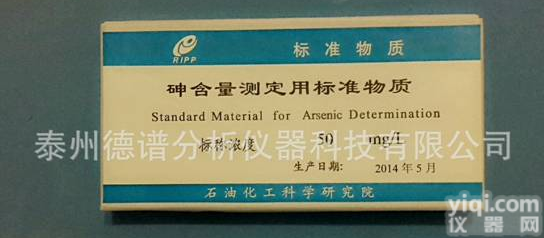 RIPP
标准物质
砷含量测定用标准物质
Standard Material for Arsenic Determination
标称浓度 50 mg/L
泰州德谱分析仪器科技有限公司
生产日期: 2014年5月
石油化工科学研究院
yiqi.com
仪器网